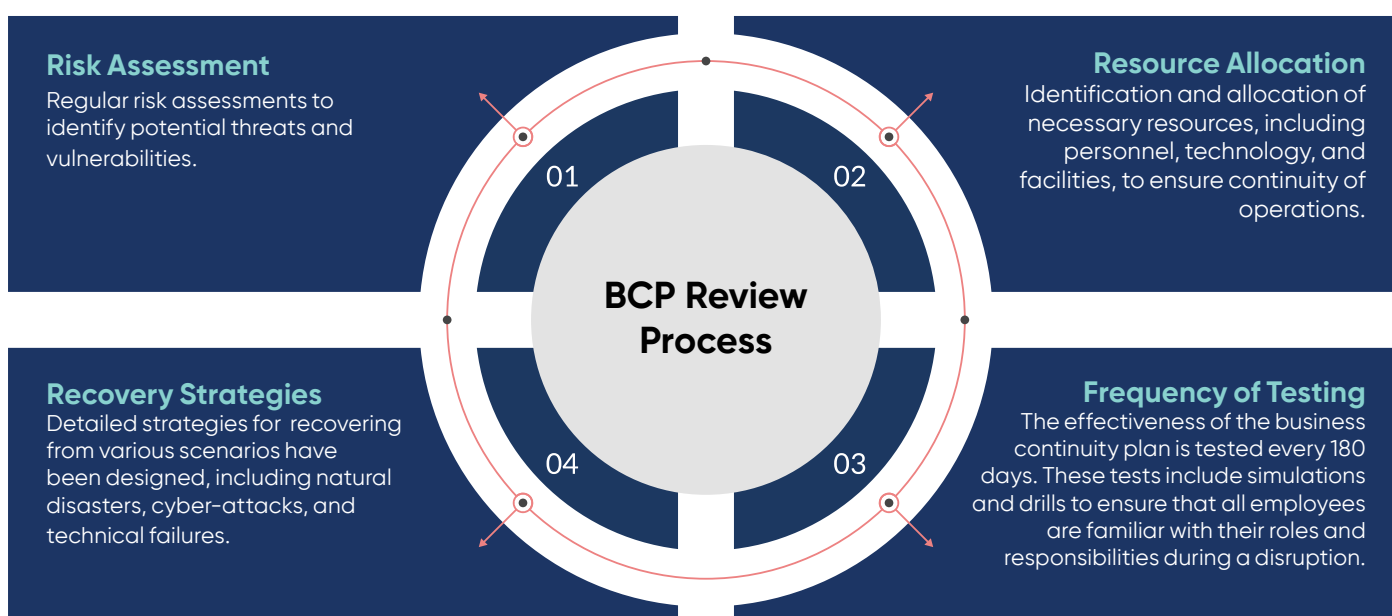 Risk Assessment
Regular risk assessments to
identify potential threats and
vulnerabilities.
01
Resource Allocation
Identification and allocation of
necessary resources, including
personnel, technology, and
facilities, to ensure continuity of
operations.
02
BCP Review
Process
Frequency of Testing
The effectiveness of the business
continuity plan is tested every 180
days. These tests include simulations
and drills to ensure that all employees
are familiar with their roles and
responsibilities during a disruption.
03
Recovery Strategies
Detailed strategies for recovering
from various scenarios have
been designed, including natural
disasters, cyber-attacks, and
technical failures.
04